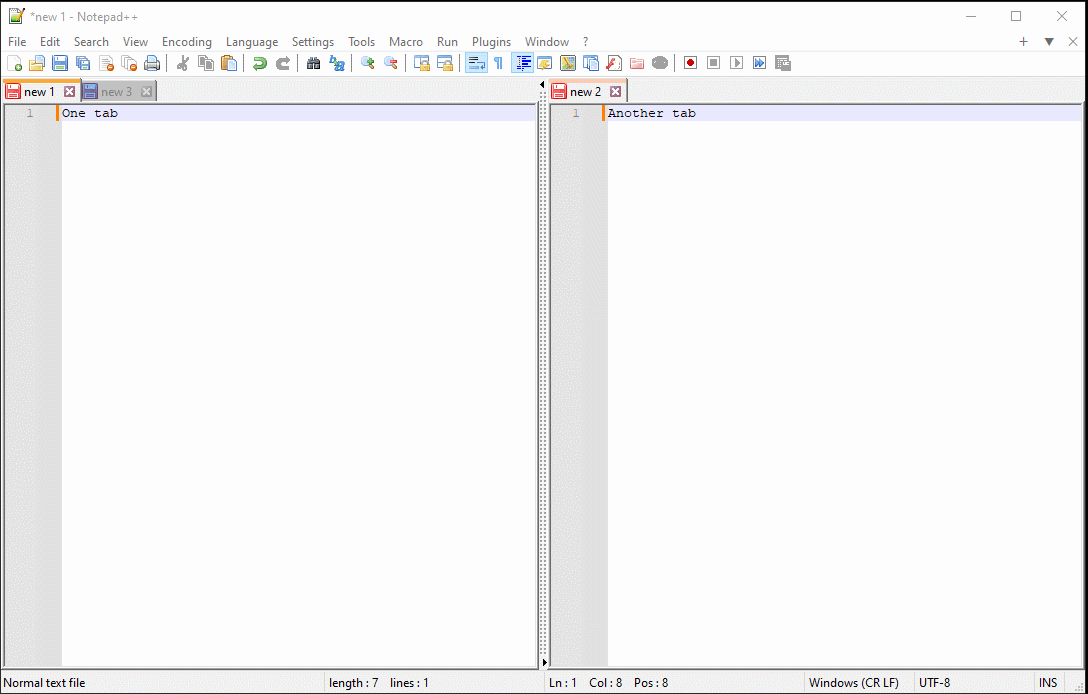 *new 1 - Notepad++
File Edit Search View Encoding Language Settings Tools Macro Run Plugins Window ?
new 1 new 3
1 One tab
new 2
1 Another tab
Normal text file length : 7 lines : 1 Ln : 1 Col : 8 Pos : 8 Windows (CR LF) UTF-8 INS